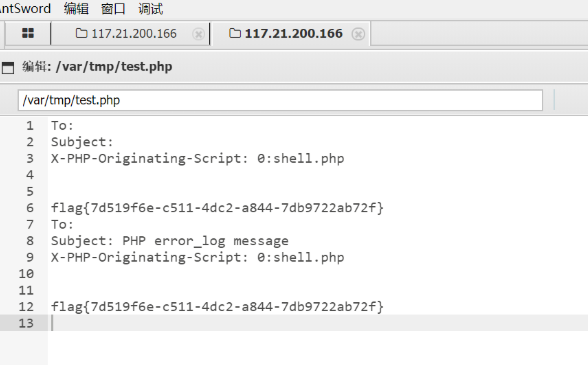 AntSword 编辑 窗口 调试
117.21.200.166 117.21.200.166
编辑: /var/tmp/test.php
/var/tmp/test.php
1 To:
2 Subject:
3 X-PHP-Originating-Script: 0:shell.php
4
5
6 flag{7d519f6e-c511-4dc2-a844-7db9722ab72f}
7 To:
8 Subject: PHP error_log message
9 X-PHP-Originating-Script: 0:shell.php
10
11
12 flag{7d519f6e-c511-4dc2-a844-7db9722ab72f}
13